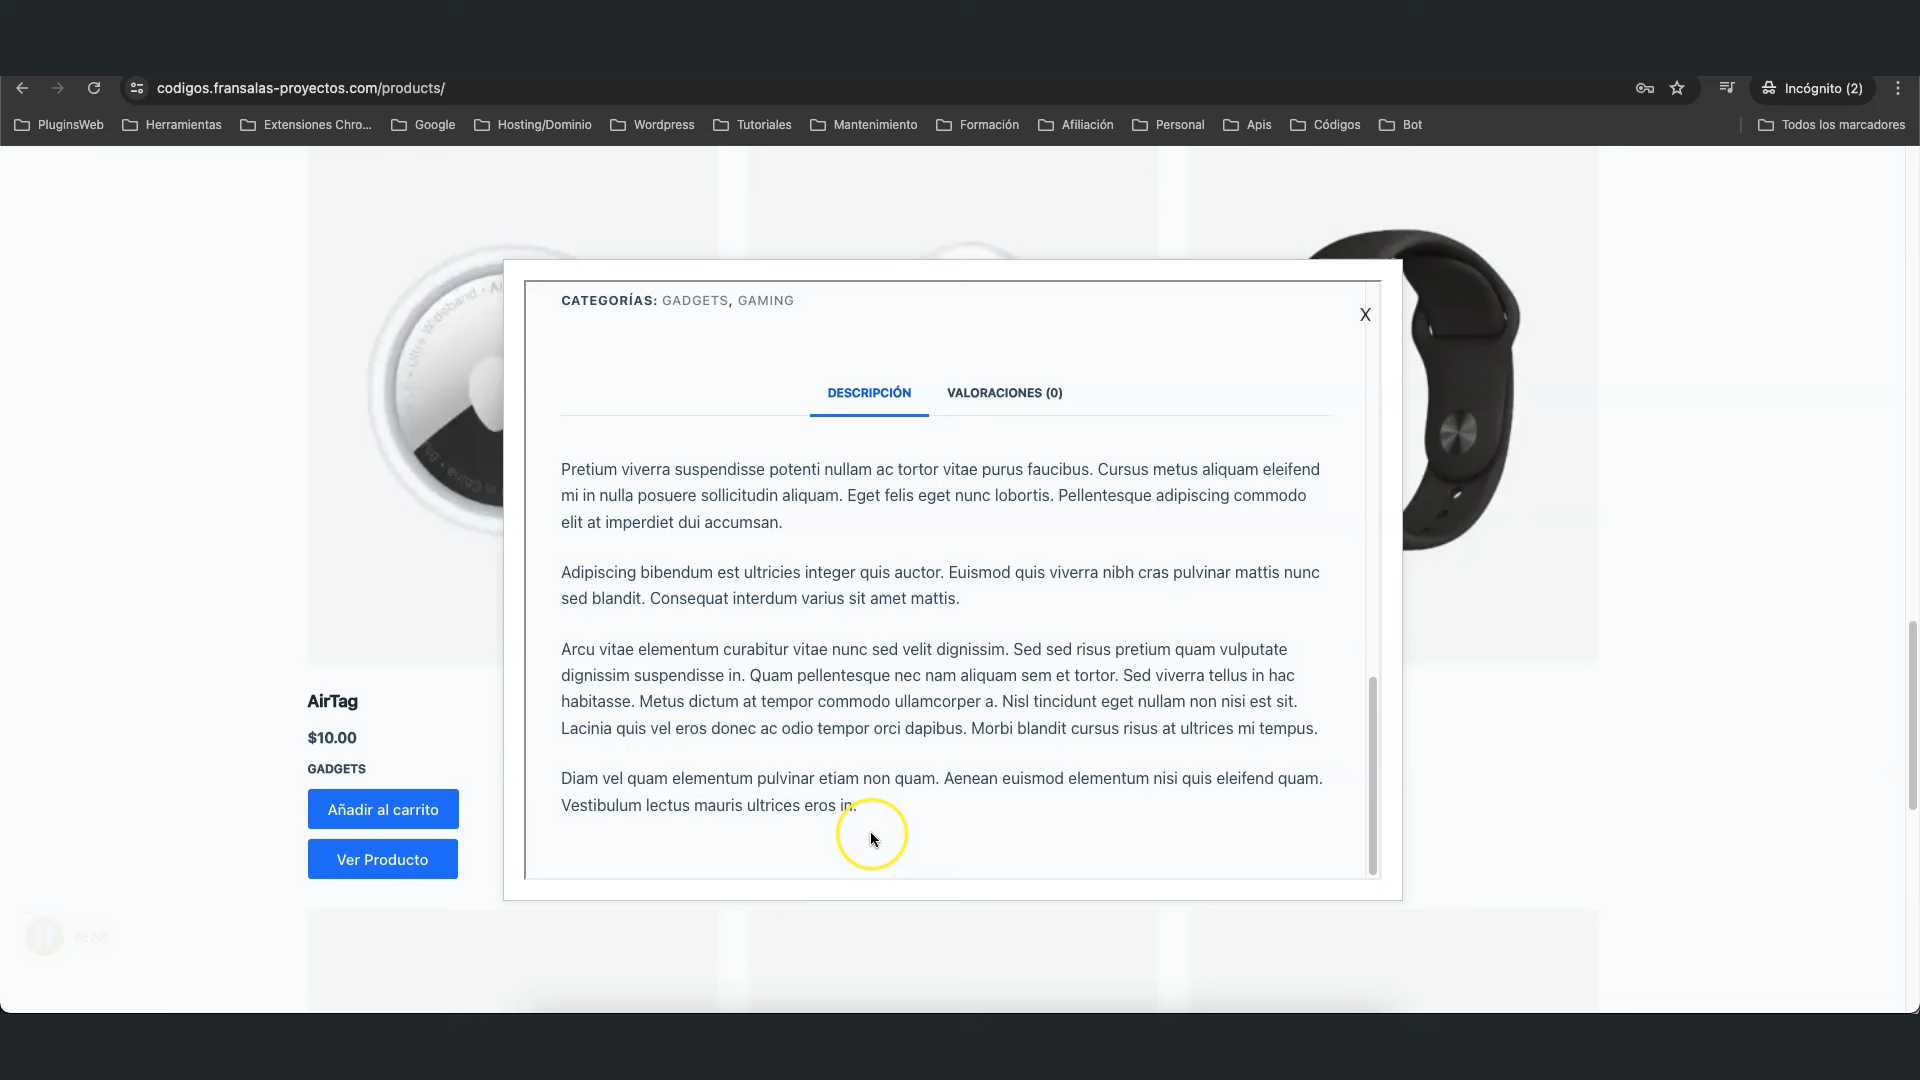 codigos.fransalas-proyectos.com/products/
Incógnito (2)
PluginsWeb
Herramientas
Extensiones Chro...
Google
Hosting/Dominio
Wordpress
Tutoriales
Mantenimiento
Formación
Afiliación
Personal
Apis
Códigos
Bot
Todos los marcadores
CATEGORÍAS: GADGETS, GAMING
X
DESCRIPCIÓN
VALORACIONES (0)
Pretium viverra suspendisse potenti nullam ac tortor vitae purus faucibus. Cursus metus aliquam eleifend
mi in nulla posuere sollicitudin aliquam. Eget felis eget nunc lobortis. Pellentesque adipiscing commodo
elit at imperdiet dui accumsan.
Adipiscing bibendum est ultricies integer quis auctor. Euismod quis viverra nibh cras pulvinar mattis nunc
sed blandit. Consequat interdum varius sit amet mattis.
Arcu vitae elementum curabitur vitae nunc sed velit dignissim. Sed sed risus pretium quam vulputate
dignissim suspendisse in. Quam pellentesque nec nam aliquam sem et tortor. Sed viverra tellus in hac
habitasse. Metus dictum at tempor commodo ullamcorper a. Nisl tincidunt eget nullam non nisi est sit.
Lacinia quis vel eros donec ac odio tempor orci dapibus. Morbi blandit cursus risus at ultrices mi tempus.
Diam vel quam elementum pulvinar etiam non quam. Aenean euismod elementum nisi quis eleifend quam.
Vestibulum lectus mauris ultrices eros in.
AirTag
$10.00
GADGETS
Añadir al carrito
Ver Producto